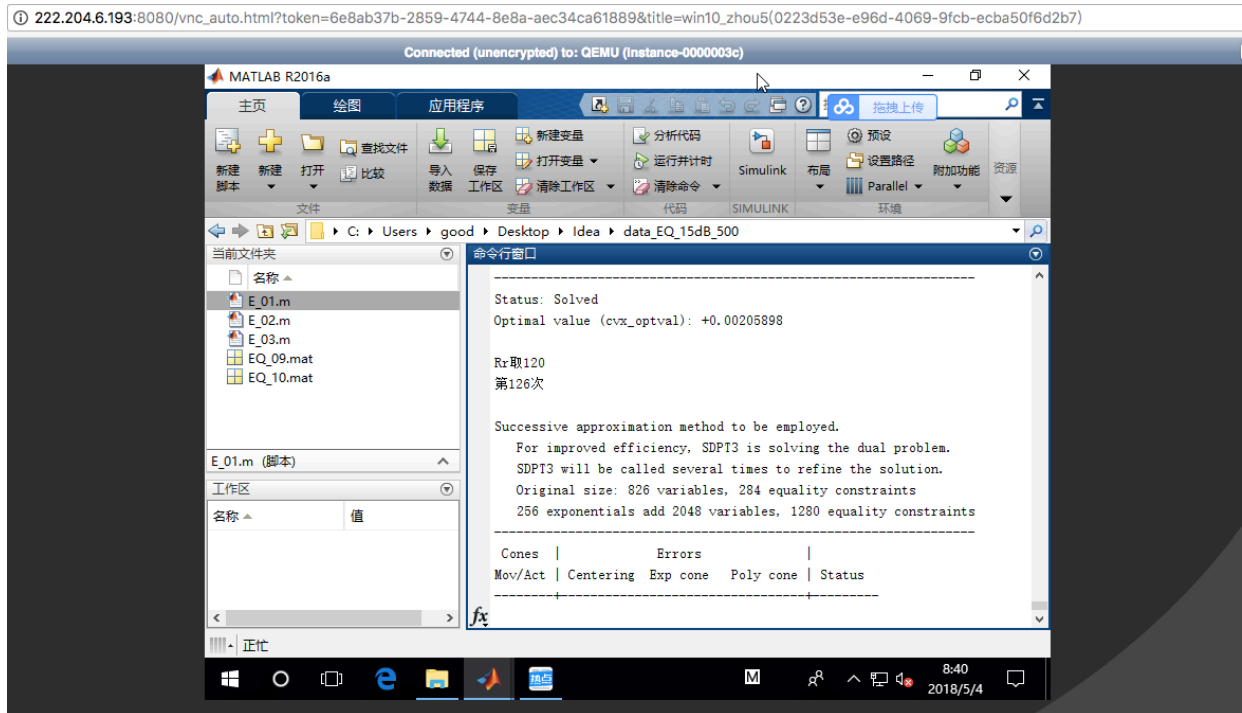 222.204.6.193:8080/vnc_auto.html?token=6e8ab37b-2859-4744-8e8a-aec34ca61889&title=win10_zhou5(0223d53e-e96d-4069-9fcb-ecba50f6d2b7)
Connected (unencrypted) to: QEMU (Instance-0000003c)
MATLAB R2016a
主页 绘图 应用程序 拖拽上传
新建脚本 新建 打开 查找文件 比较 导入数据 保存工作区 新建变量 打开变量 清除工作区 分析代码 运行并计时 清除命令 Simulink 布局 预设 设置路径 Parallel 附加功能 资源
文件 变量 代码 SIMULINK 环境
C: Users good Desktop Idea data_EQ_15dB_500
当前文件夹
名称
E_01.m
E_02.m
E_03.m
EQ_09.mat
EQ_10.mat
E_01.m (脚本)
工作区
名称 值
命令行窗口
------------------------------------------------------------------
Status: Solved
Optimal value (cvx_optval): +0.00205898
Rr取120
第126次
Successive approximation method to be employed.
For improved efficiency, SDPT3 is solving the dual problem.
SDPT3 will be called several times to refine the solution.
Original size: 826 variables, 284 equality constraints
256 exponentials add 2048 variables, 1280 equality constraints
------------------------------------------------------------------
Cones | Errors |
Mov/Act | Centering Exp cone Poly cone | Status
--------+---------------------------------+---------
fx
正忙
热点
M
8:40
2018/5/4